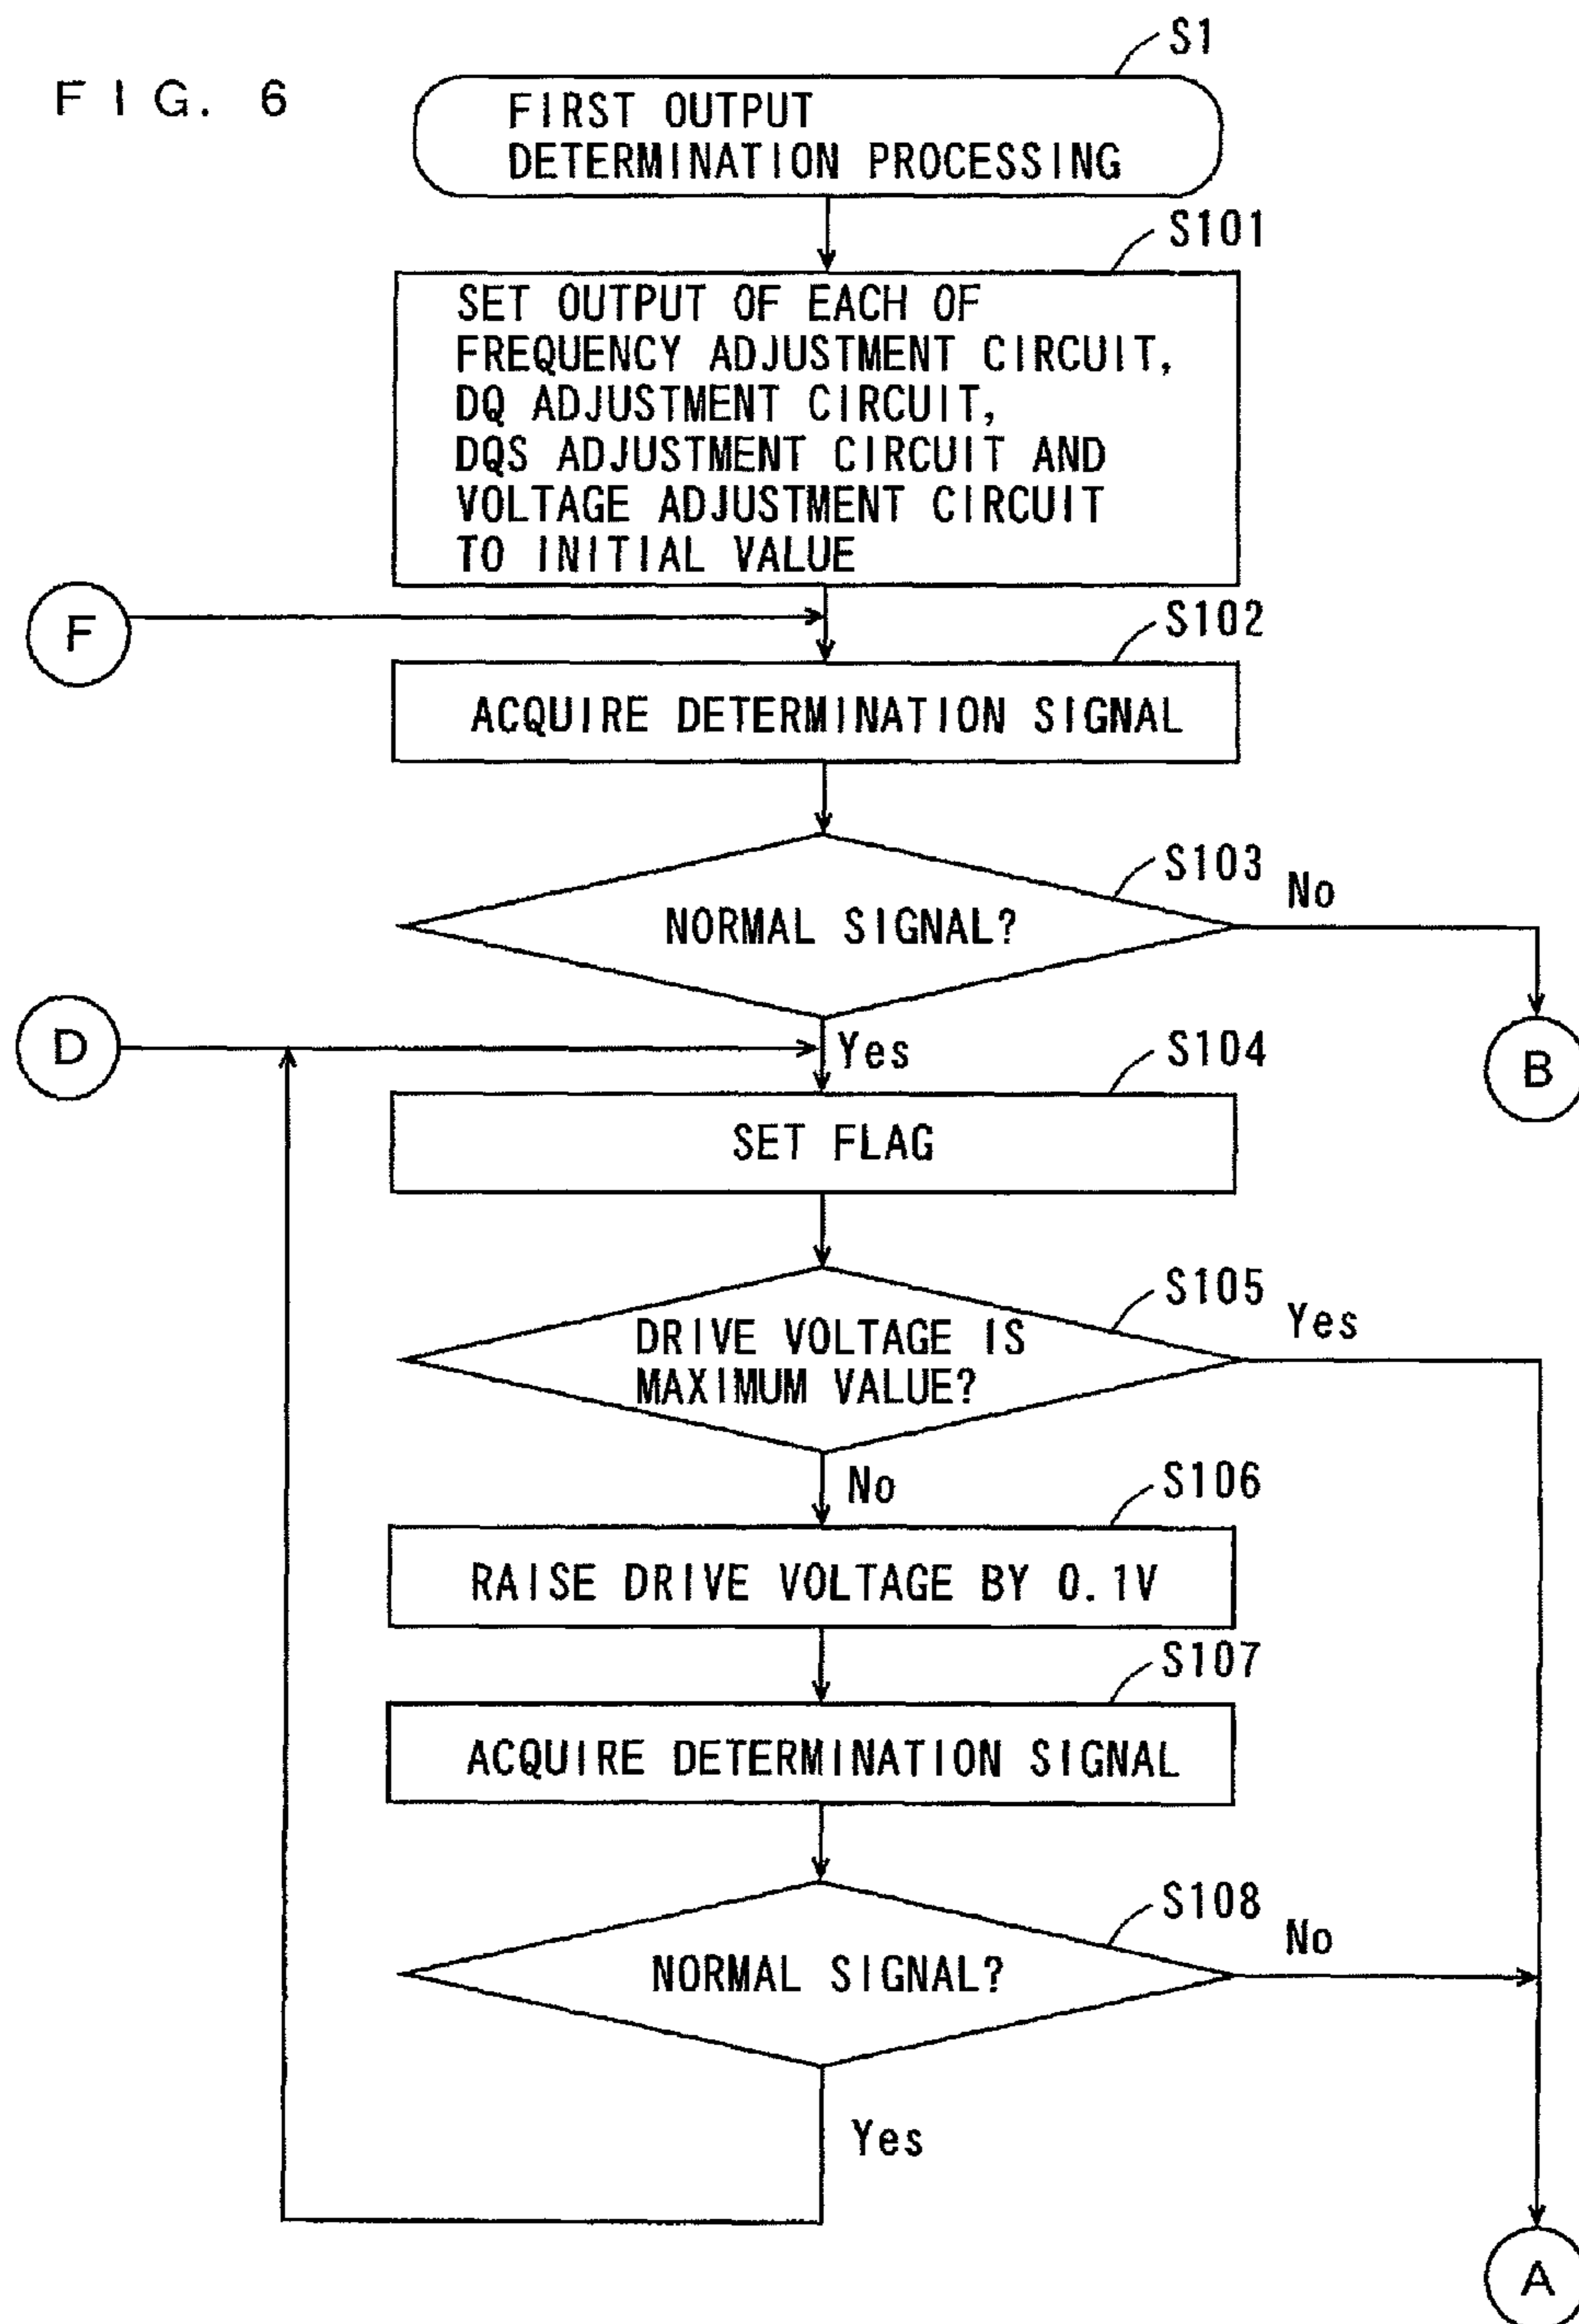 FIG. 6
S1
FIRST OUTPUT
DETERMINATION PROCESSING
S101
SET OUTPUT OF EACH OF
FREQUENCY ADJUSTMENT CIRCUIT,
DQ ADJUSTMENT CIRCUIT,
DQS ADJUSTMENT CIRCUIT AND
VOLTAGE ADJUSTMENT CIRCUIT
TO INITIAL VALUE
F
S102
ACQUIRE DETERMINATION SIGNAL
S103
No
NORMAL SIGNAL?
D
Yes
S104
B
SET FLAG
S105
Yes
DRIVE VOLTAGE IS
MAXIMUM VALUE?
No
S106
RAISE DRIVE VOLTAGE BY 0.1V
S107
ACQUIRE DETERMINATION SIGNAL
S108
No
NORMAL SIGNAL?
Yes
A